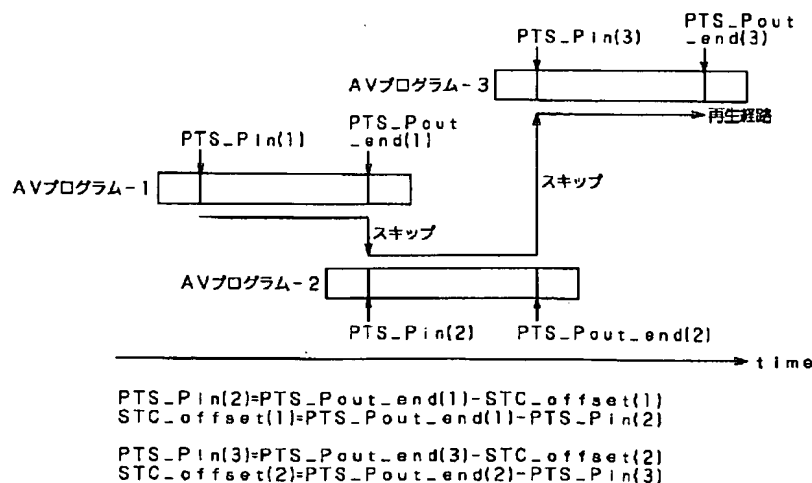 PTS_Pin(3)
PTS_Pout
_end(3)
AVプログラム-3
再生経路
PTS_Pin(1)
PTS_Pout
_end(1)
AVプログラム-1
スキップ
スキップ
AVプログラム-2
PTS_Pin(2)
PTS_Pout_end(2)
time
PTS_Pin(2)=PTS_Pout_end(1)-STC_offset(1)
STC_offset(1)=PTS_Pout_end(1)-PTS_Pin(2)
PTS_Pin(3)=PTS_Pout_end(3)-STC_offset(2)
STC_offset(2)=PTS_Pout_end(2)-PTS_Pin(3)